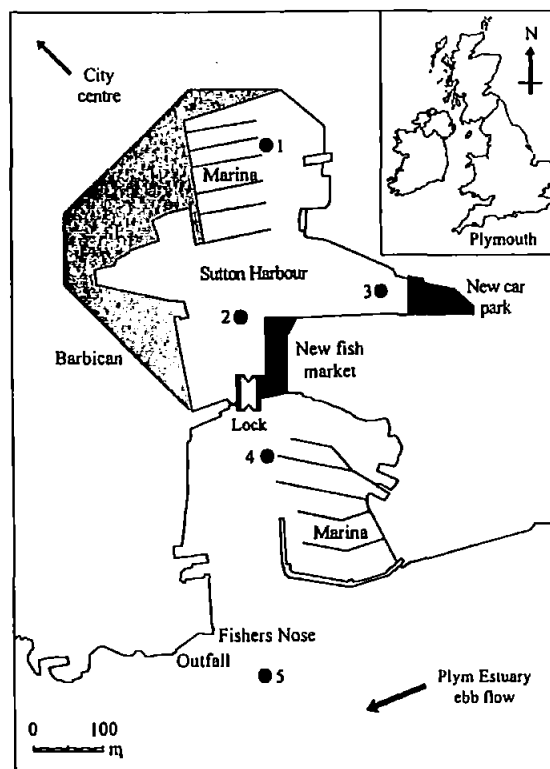 City
centre
N
Plymouth
1
Marina
Sutton Harbour
3
New car
park
2
Barbican
New fish
market
Lock
4
Marina
Fishers Nose
Outfall
5
Plym Estuary
ebb flow
0 100
m